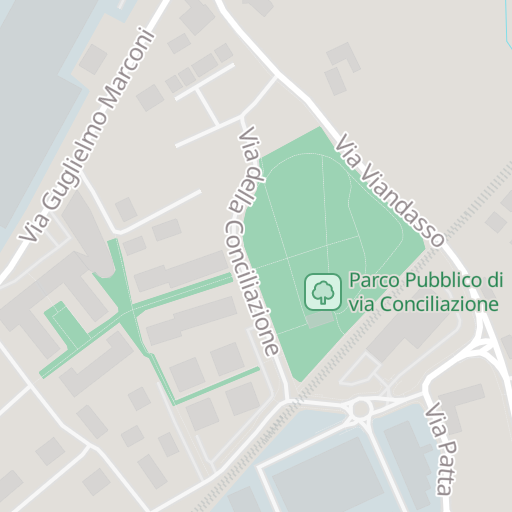 Via Guglielmo Marconi
Via della Conciliazione
Via Viandasso
Parco Pubblico di
via Conciliazione
Via Patta